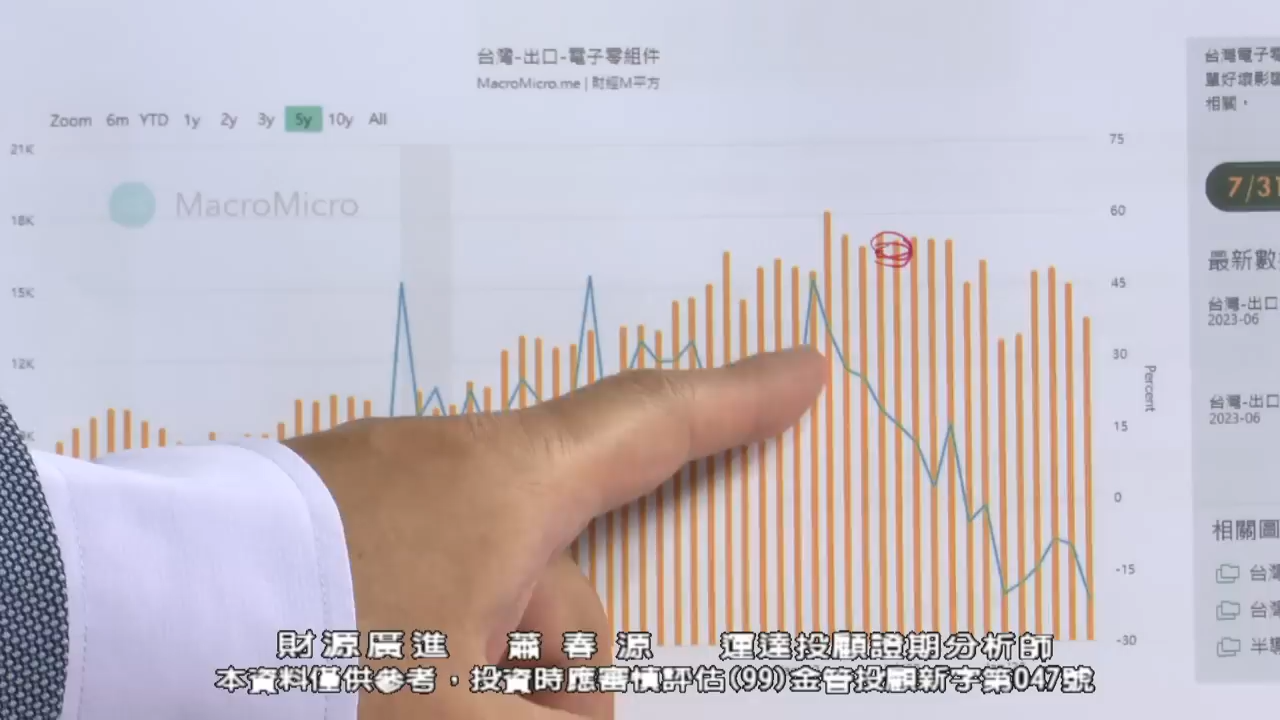 台灣-出口-電子零組件
MacroMicro.me | 財經M平方
Zoom 6m YTD 1y 2y 3y 5y 10y All
21K
18K
15K
12K
MacroMicro
75
60
45
30
15
0
-15
-30
Percent
台灣電子零
單好壞影響
相關，
7/31
最新數
台灣-出口
2023-06
台灣-出口
2023-06
相關圖
台灣
台灣
半導
財源廣進 蕭春源 運達投顧證期分析師
本資料僅供參考，投資時應審慎評估(99)金管投顧新字第047號